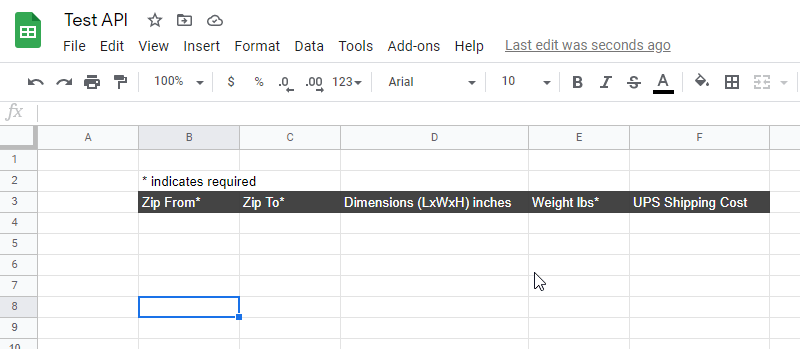 Test API
File Edit View Insert Format Data Tools Add-ons Help Last edit was seconds ago
100% $ % .0 .00 123 Arial 10 B I S A
fx
A B C D E F
1
2 * indicates required
3 Zip From* Zip To* Dimensions (LxWxH) inches Weight lbs* UPS Shipping Cost
4
5
6
7
8
9
10